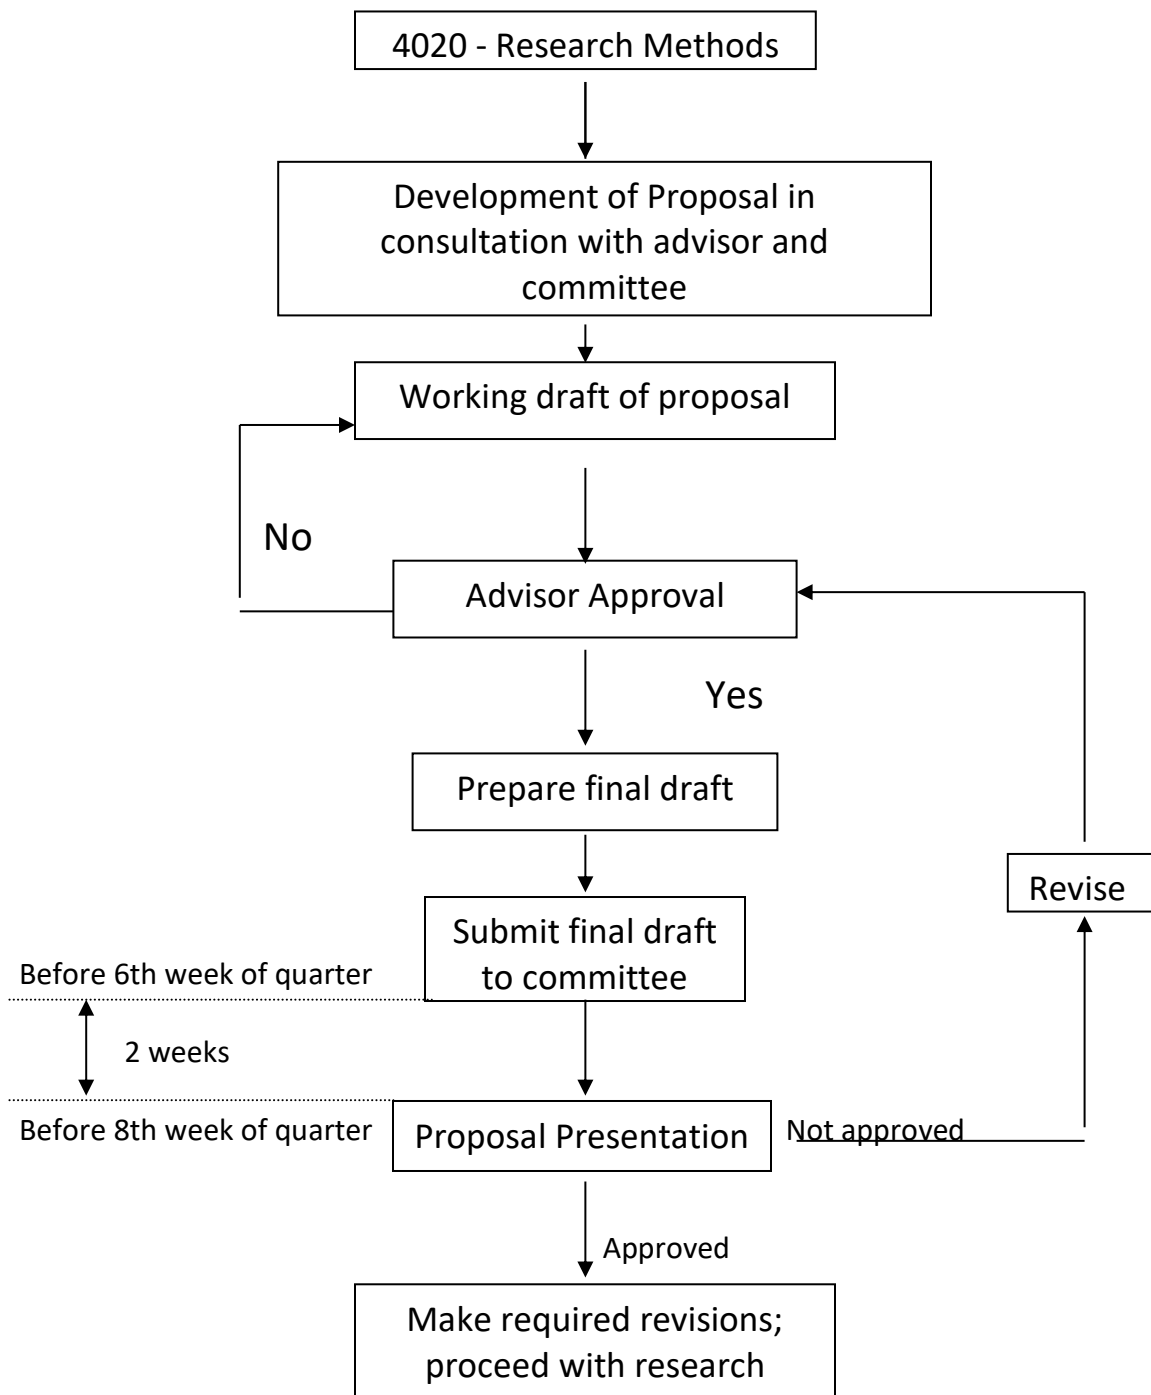 4020 - Research Methods
Development of Proposal in
consultation with advisor and
committee
Working draft of proposal
No
Advisor Approval
Yes
Prepare final draft
Revise
Submit final draft
to committee
Before 6th week of quarter
2 weeks
Before 8th week of quarter
Proposal Presentation
Not approved
Approved
Make required revisions;
proceed with research